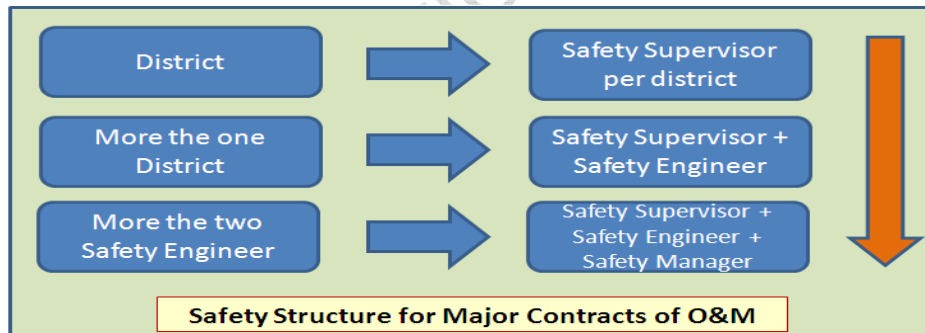 District
Safety Supervisor
per district
More the one
District
Safety Supervisor +
Safety Engineer
More the two
Safety Engineer
Safety Supervisor +
Safety Engineer +
Safety Manager
Safety Structure for Major Contracts of O&M